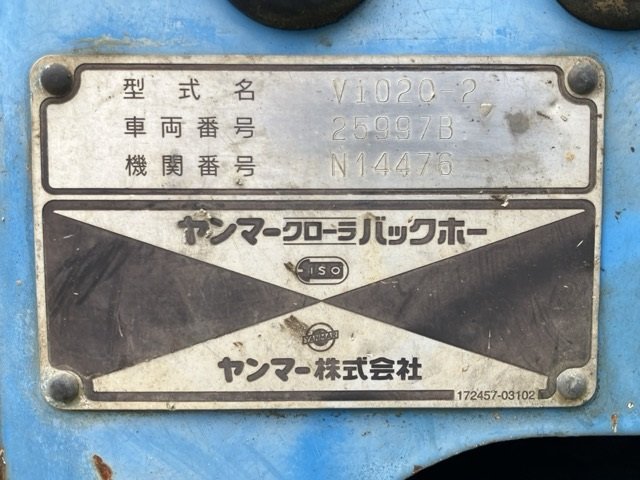 型式名 Vi020-2
車両番号 25997B
機関番号 N14476
ヤンマークローラバックホー
ISO
YANMAR
ヤンマー株式会社
172457-03102